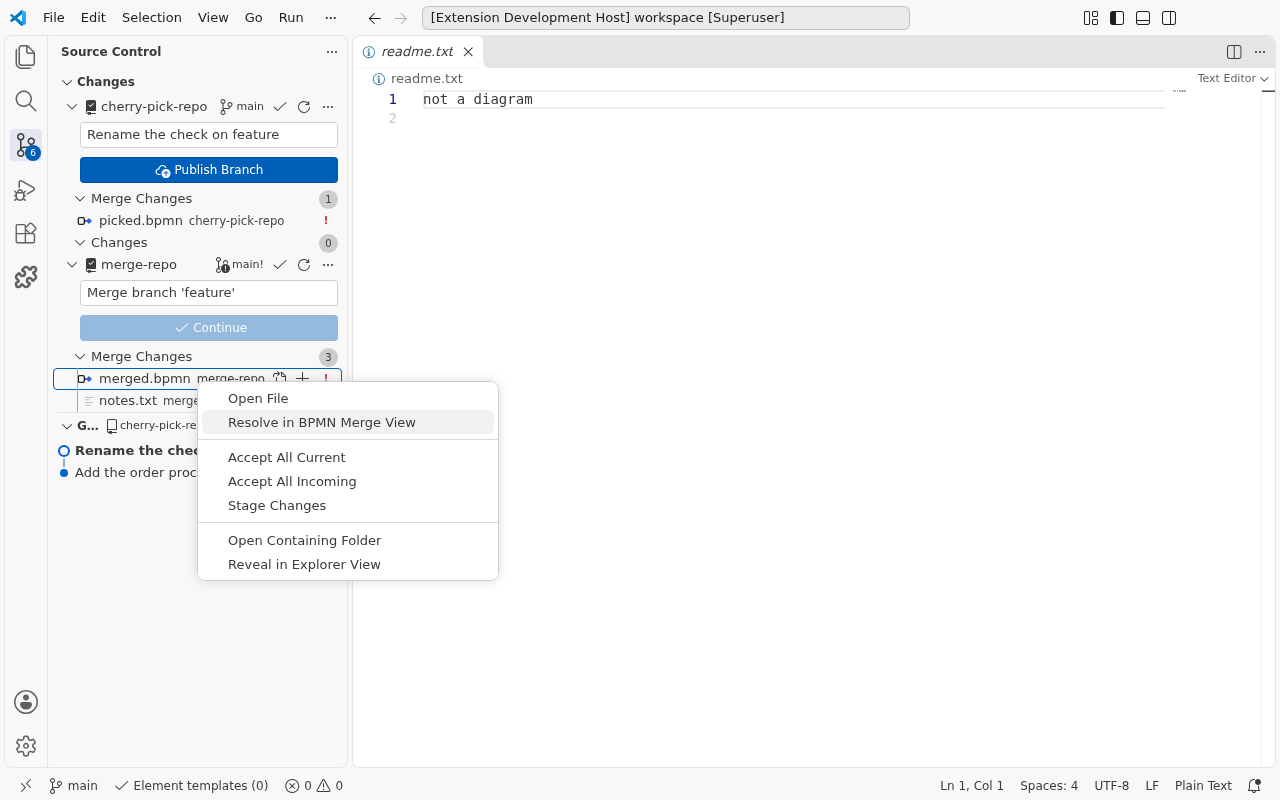 File Edit Selection View Go Run ···
[Extension Development Host] workspace [Superuser]
Source Control
Changes
cherry-pick-repo main
Rename the check on feature
Publish Branch
Merge Changes 1
picked.bpmn cherry-pick-repo !
Changes 0
merge-repo main!
Merge branch 'feature'
Continue
Merge Changes 3
merged.bpmn merge-repo !
notes.txt merge
G... cherry-pick-re
Rename the chec
Add the order proc
6
Open File
Resolve in BPMN Merge View
Accept All Current
Accept All Incoming
Stage Changes
Open Containing Folder
Reveal in Explorer View
readme.txt
readme.txt
Text Editor
1 not a diagram
2
main Element templates (0) 0 0
Ln 1, Col 1 Spaces: 4 UTF-8 LF Plain Text